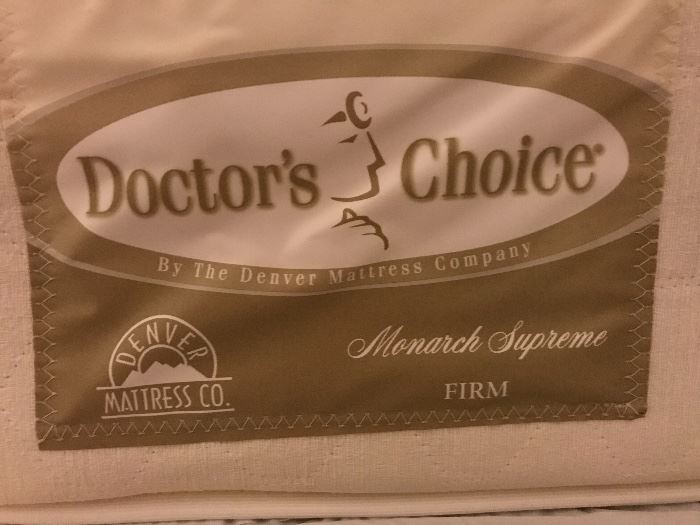 Doctor's Choice®
By The Denver Mattress Company
DENVER
MATTRESS CO.
Monarch Supreme
FIRM